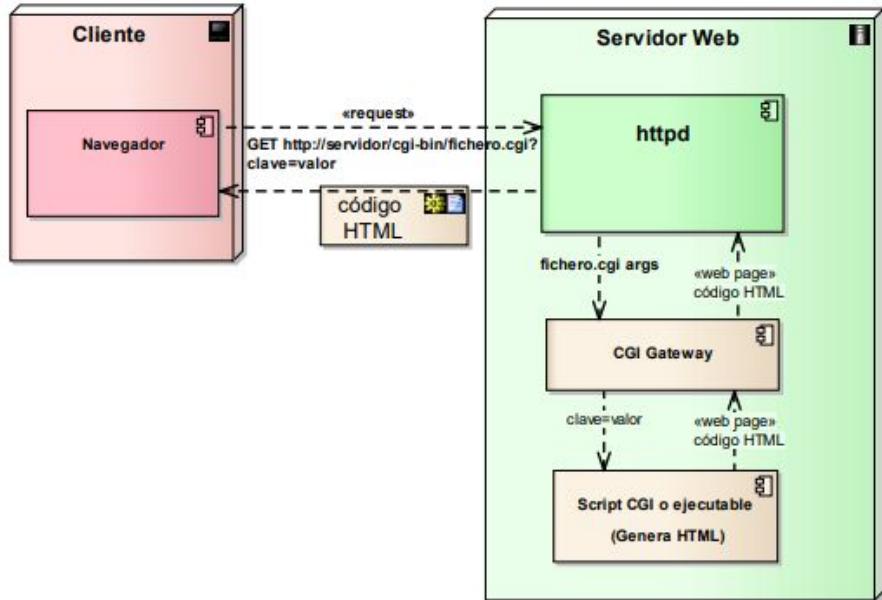 Cliente
Servidor Web
Navegador
«request»
GET http://servidor/cgi-bin/fichero.cgi?
clave=valor
código
HTML
httpd
fichero.cgi args
«web page»
código HTML
CGI Gateway
clave=valor
«web page»
código HTML
Script CGI o ejecutable
(Genera HTML)